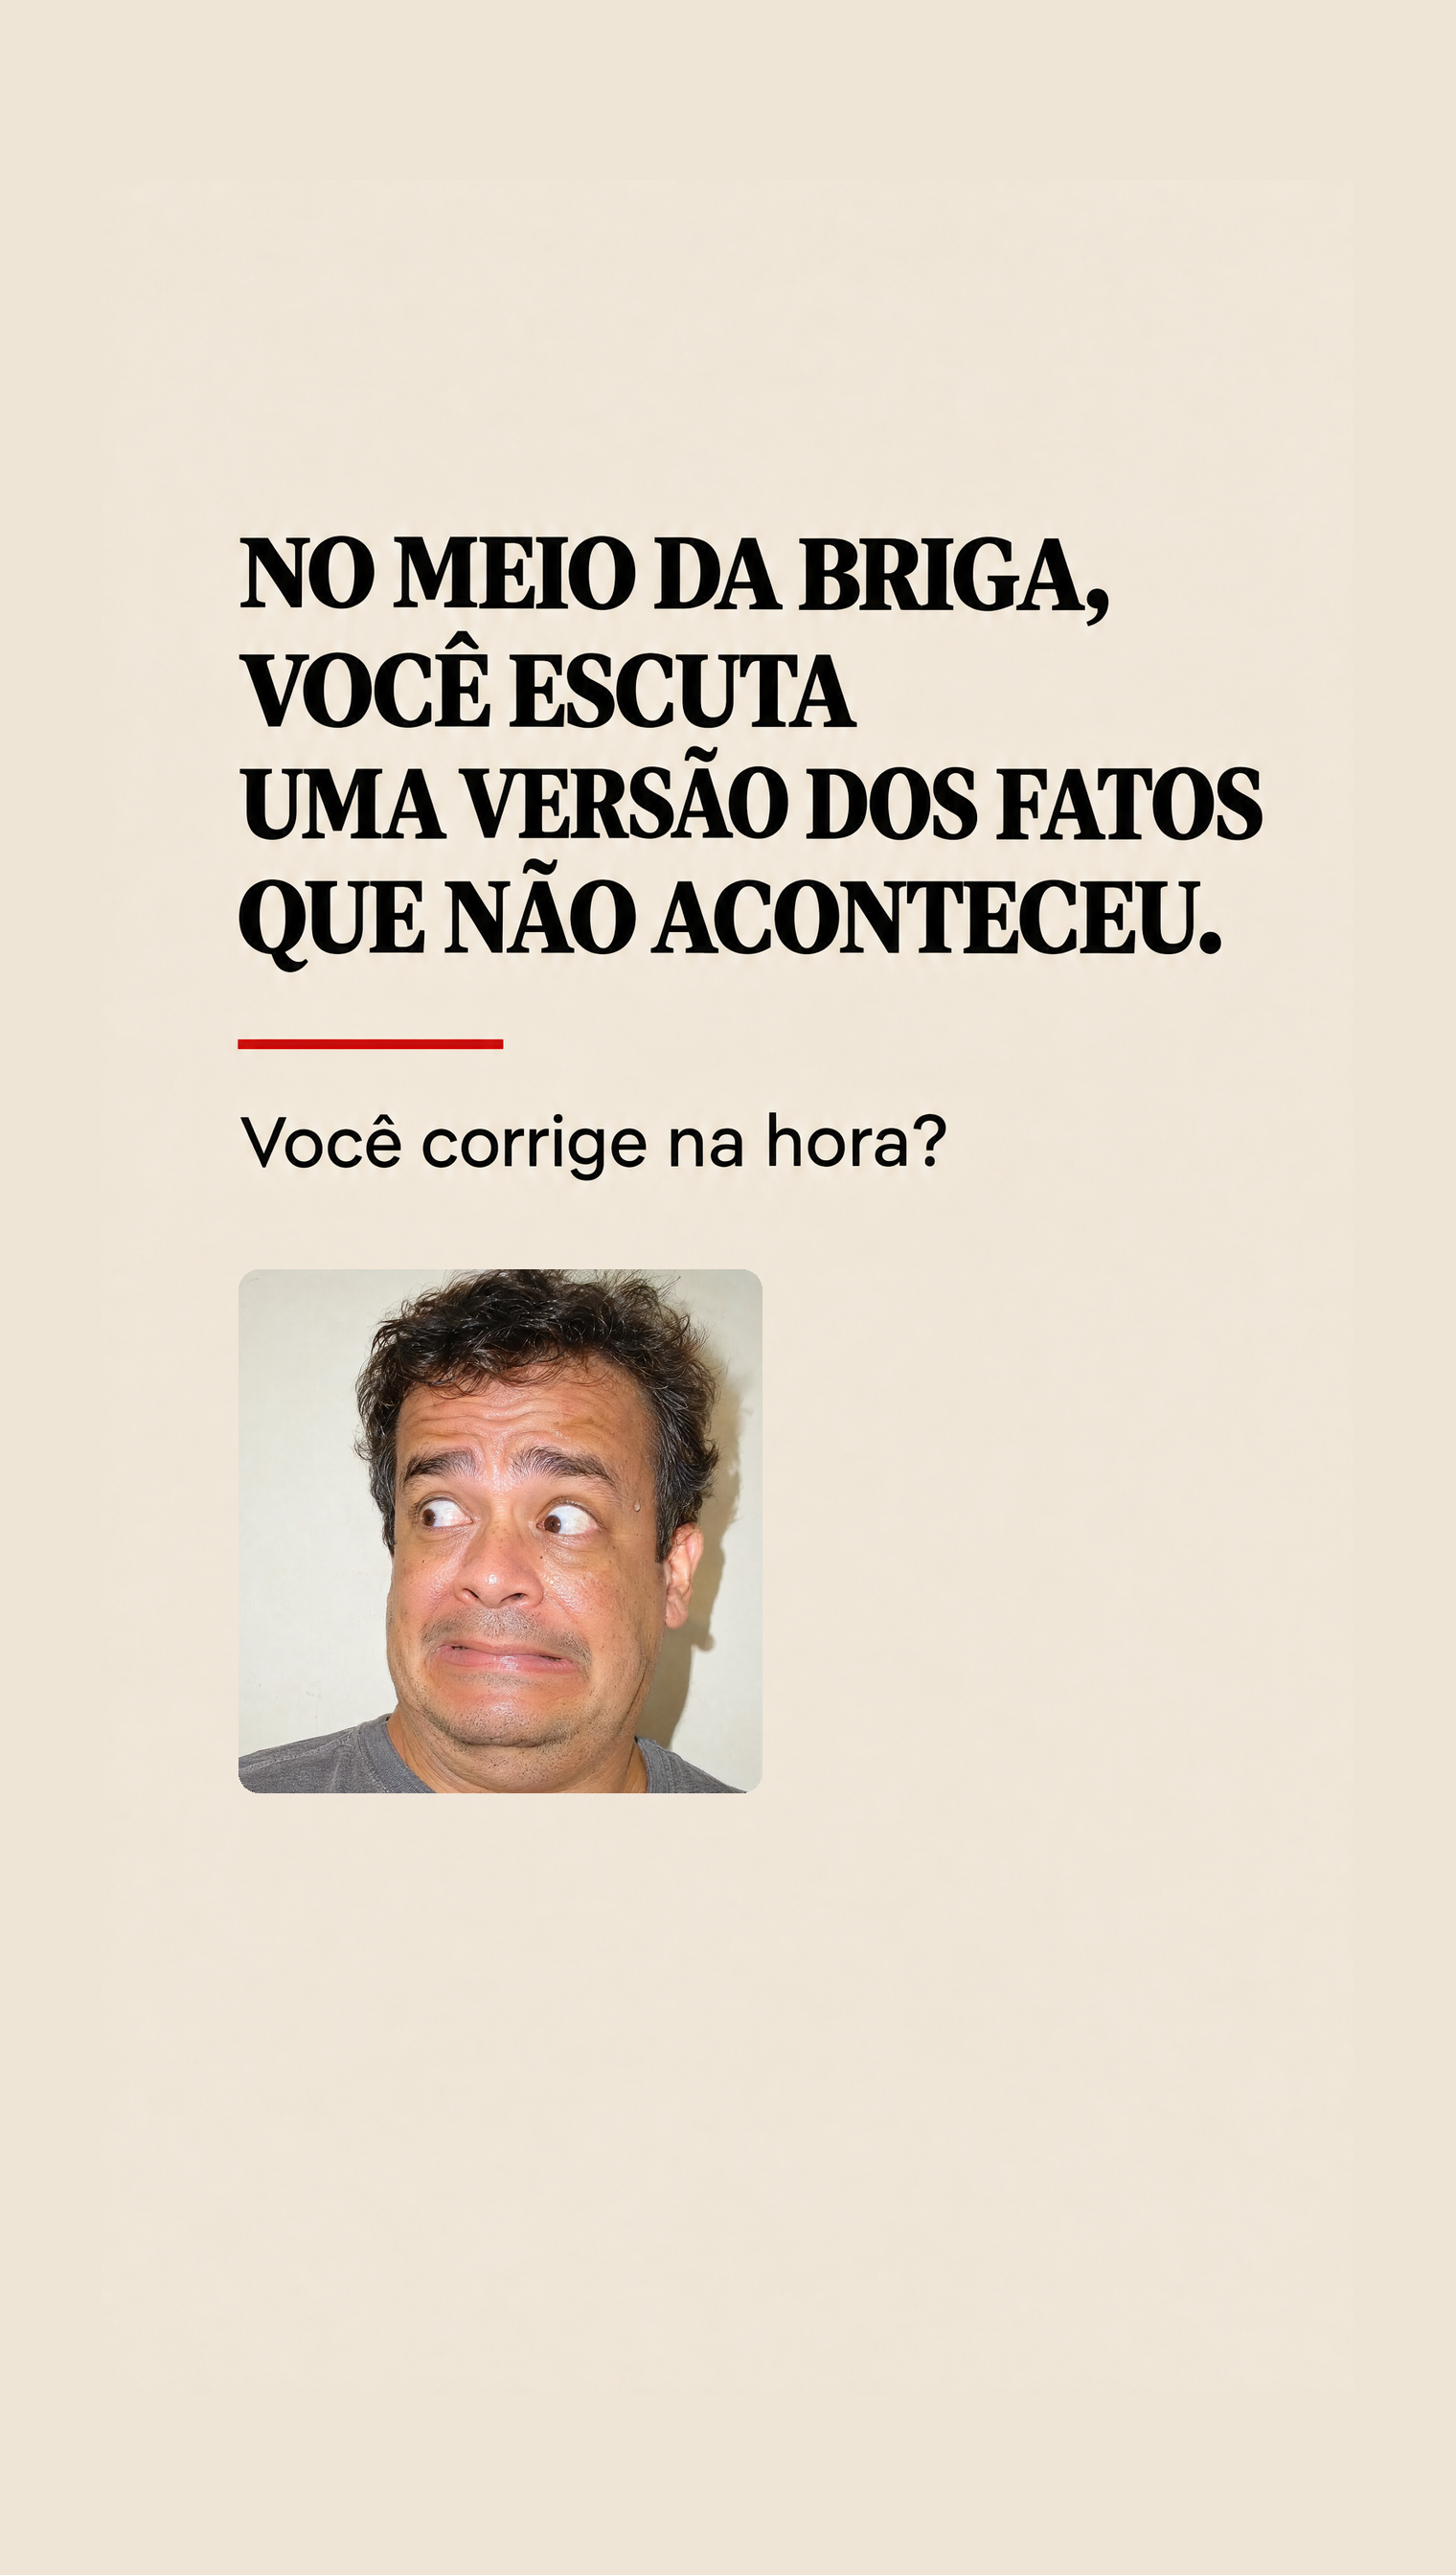 NO MEIO DA BRIGA,
VOCÊ ESCUTA
UMA VERSÃO DOS FATOS
QUE NÃO ACONTECEU.
Você corrige na hora?